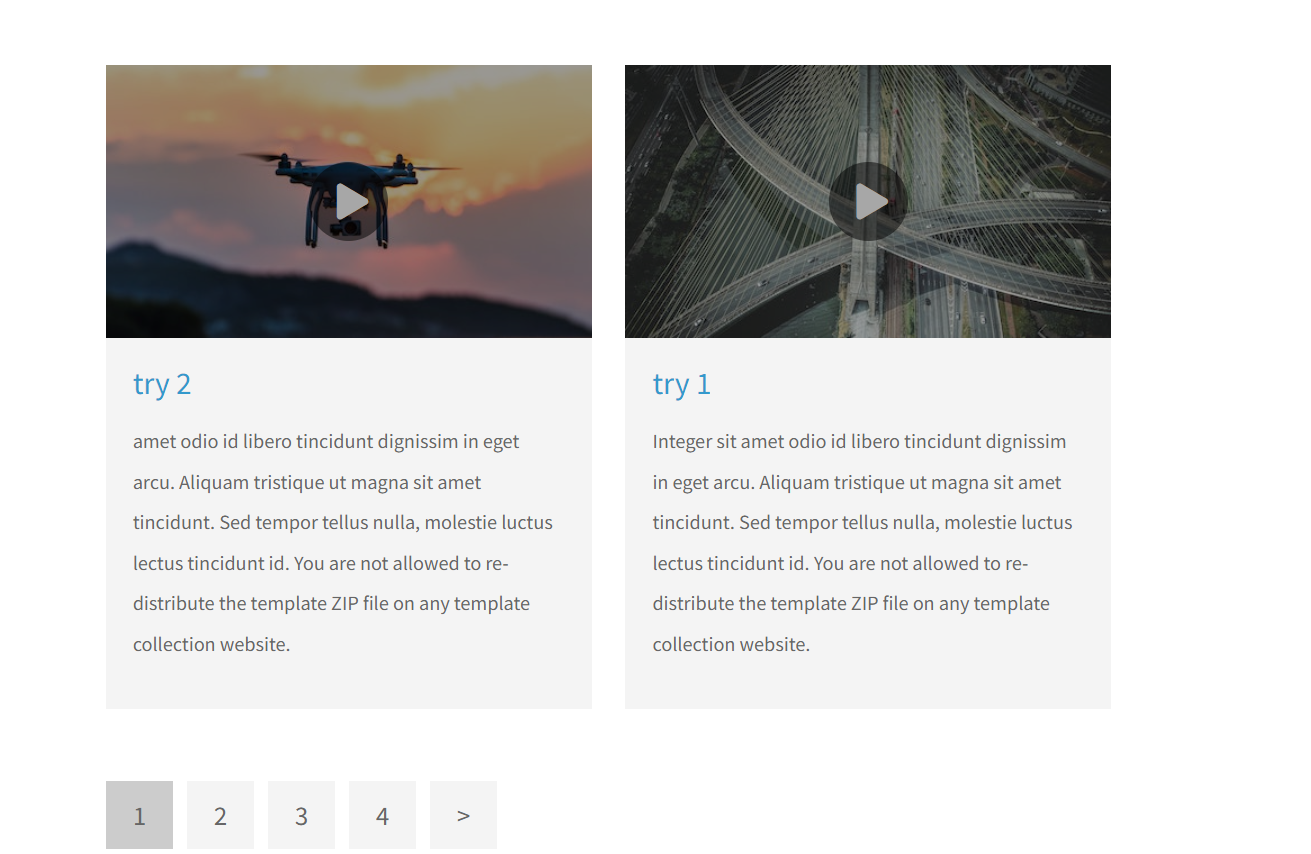 try 2
amet odio id libero tincidunt dignissim in eget
arcu. Aliquam tristique ut magna sit amet
tincidunt. Sed tempor tellus nulla, molestie luctus
lectus tincidunt id. You are not allowed to re-
distribute the template ZIP file on any template
collection website.
try 1
Integer sit amet odio id libero tincidunt dignissim
in eget arcu. Aliquam tristique ut magna sit amet
tincidunt. Sed tempor tellus nulla, molestie luctus
lectus tincidunt id. You are not allowed to re-
distribute the template ZIP file on any template
collection website.
1 2 3 4 >